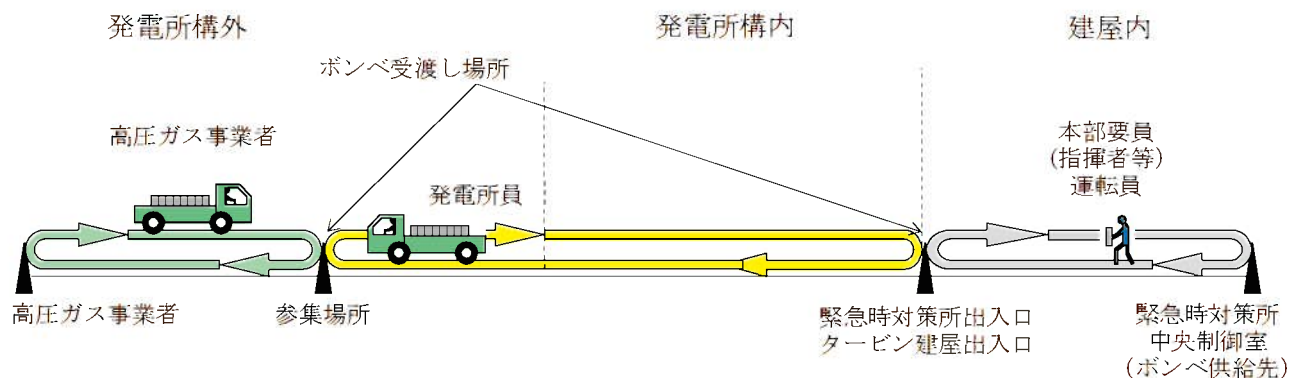 発電所構外
発電所構内
建屋内
ボンベ受渡し場所
高圧ガス事業者
発電所員
本部要員
(指揮者等)
運転員
高圧ガス事業者
参集場所
緊急時対策所出入口
タービン建屋出入口
緊急時対策所
中央制御室
(ボンベ供給先)